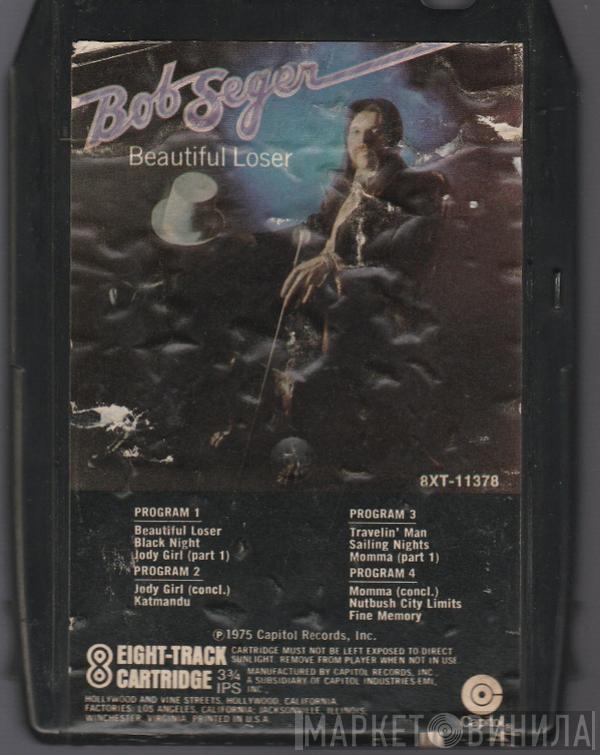 Bob Seger
Beautiful Loser
8XT-11378
PROGRAM 1
Beautiful Loser
Black Night
Jody Girl (part 1)
PROGRAM 2
Jody Girl (concl.)
Katmandu
PROGRAM 3
Travelin' Man
Sailing Nights
Momma (part 1)
PROGRAM 4
Momma (concl.)
Nutbush City Limits
Fine Memory
℗1975 Capitol Records, Inc.
8 EIGHT-TRACK
CARTRIDGE 3¾
IPS
CARTRIDGE MUST NOT BE LEFT EXPOSED TO DIRECT
SUNLIGHT. REMOVE FROM PLAYER WHEN NOT IN USE.
MANUFACTURED BY CAPITOL RECORDS, INC.,
A SUBSIDIARY OF CAPITOL INDUSTRIES-EMI,
INC.,
HOLLYWOOD AND VINE STREETS, HOLLYWOOD, CALIFORNIA.
FACTORIES: LOS ANGELES, CALIFORNIA; JACKSONVILLE, ILLINOIS;
WINCHESTER, VIRGINIA. PRINTED IN U.S.A.
Capitol
МАРКЕТ ВИНИЛА